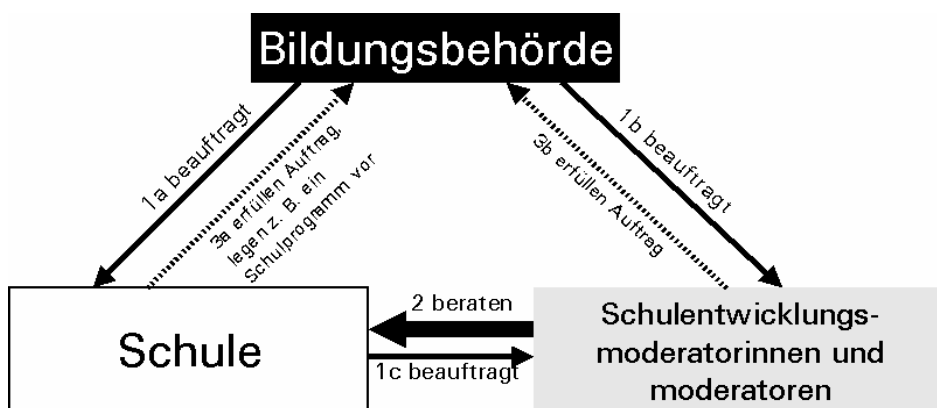 Bildungsbehörde
1a beauftragt
3a erfüllen Auftrag,
legen z. B. ein
Schulprogramm vor
3b erfüllen Auftrag
1b beauftragt
Schule
2 beraten
1c beauftragt
Schulentwicklungs-
moderatorinnen und
moderatoren